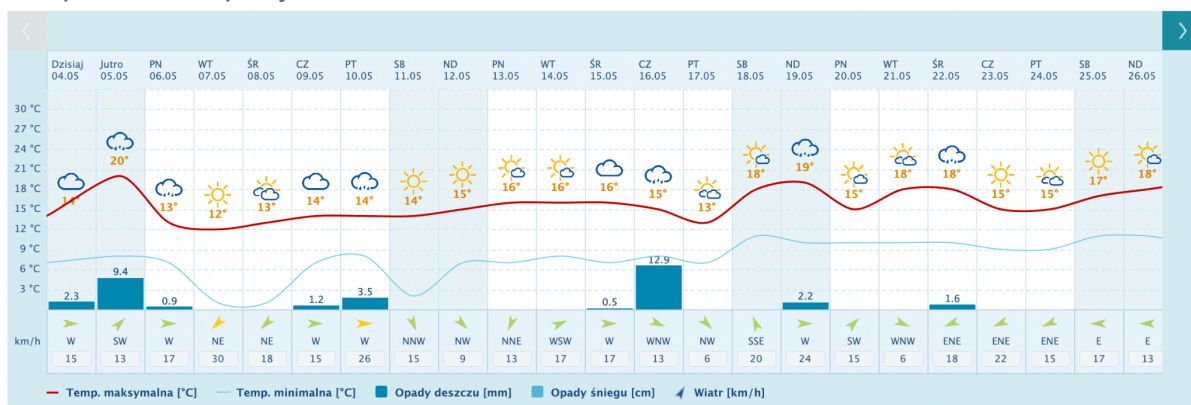 Dzisiaj Jutro PN WT ŚR CZ PT SB ND PN WT ŚR CZ PT SB ND PN WT ŚR CZ PT SB ND
04.05 05.05 06.05 07.05 08.05 09.05 10.05 11.05 12.05 13.05 14.05 15.05 16.05 17.05 18.05 19.05 20.05 21.05 22.05 23.05 24.05 25.05 26.05
30 °C
27 °C
24 °C
21 °C
18 °C
15 °C
12 °C
9 °C
6 °C
3 °C
14° 20° 13° 12° 13° 14° 14° 14° 15° 16° 16° 16° 15° 13° 18° 19° 15° 18° 18° 15° 15° 17° 18°
2.3 9.4 0.9 1.2 3.5 0.5 12.9 2.2 1.6
W SW W NE NE W W NNW NW NNE WSW W WNW NW SSE W SW WNW ENE ENE ENE E E
km/h 15 13 17 30 18 15 26 15 9 13 17 17 13 6 20 24 15 6 18 22 15 17 13
Temp. maksymalna [°C] Temp. minimalna [°C] Opady deszczu [mm] Opady śniegu [cm] Wiatr [km/h]